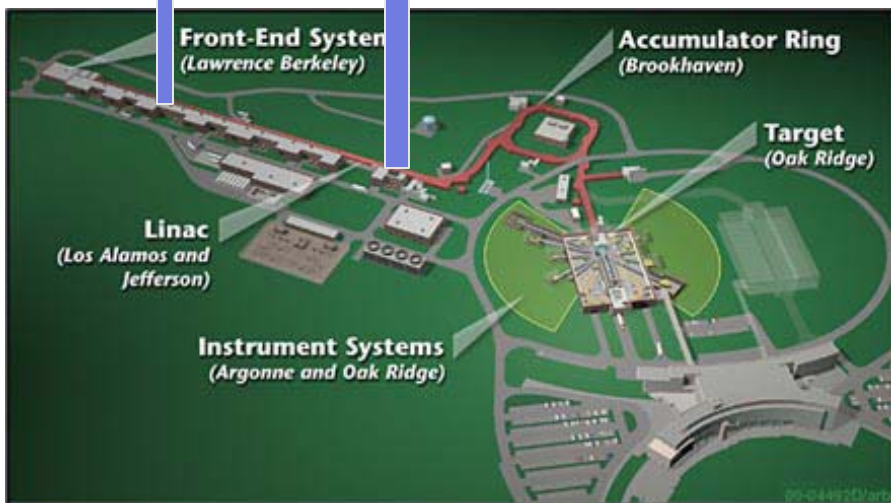 Front-End System
(Lawrence Berkeley)
Accumulator Ring
(Brookhaven)
Target
(Oak Ridge)
Linac
(Los Alamos and
Jefferson)
Instrument Systems
(Argonne and Oak Ridge)